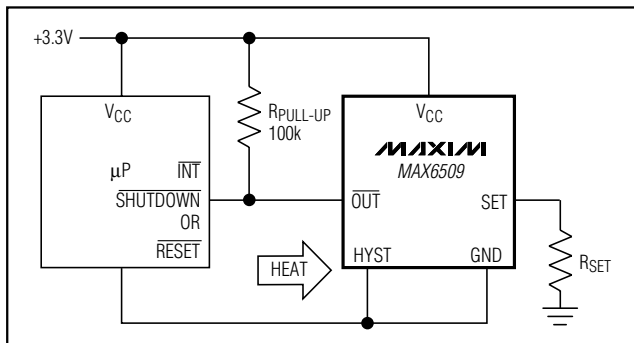 +3.3V
VCC
μP
INT
SHUTDOWN
OR
RESET
RPULL-UP
100k
VCC
MAXIM
MAX6509
OUT
SET
HEAT
HYST
GND
RSET